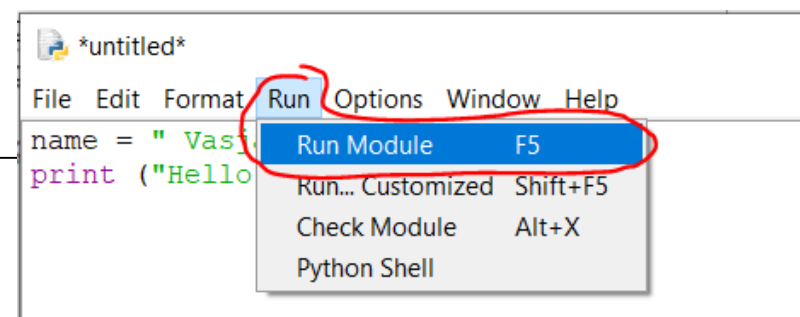 *untitled*
File Edit Format Run Options Window Help
name = " Vasj
print ("Hello
Run Module F5
Run... Customized Shift+F5
Check Module Alt+X
Python Shell